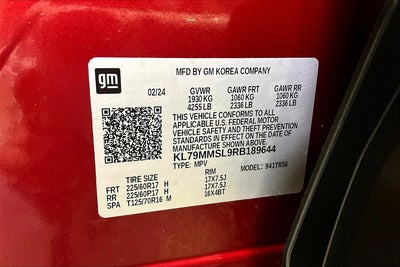 gm
MFD BY GM KOREA COMPANY
02/24 GVWR GAWR FRT GAWR RR
1930 KG 1060 KG 1060 KG
4255 LB 2336 LB 2336 LB
THIS VEHICLE CONFORMS TO ALL
APPLICABLE U.S. FEDERAL MOTOR
VEHICLE SAFETY AND THEFT PREVENTION
STANDARDS IN EFFECT ON THE DATE OF
MANUFACTURE SHOWN ABOVE.
KL79MMSL9RB189644
TYPE: MPV MODEL: 941TR56
TIRE SIZE RIM
FRT 225/60R17 H 17X7.5J
RR 225/60R17 H 17X7.5J
SPA T125/70R16 M 16X4BT